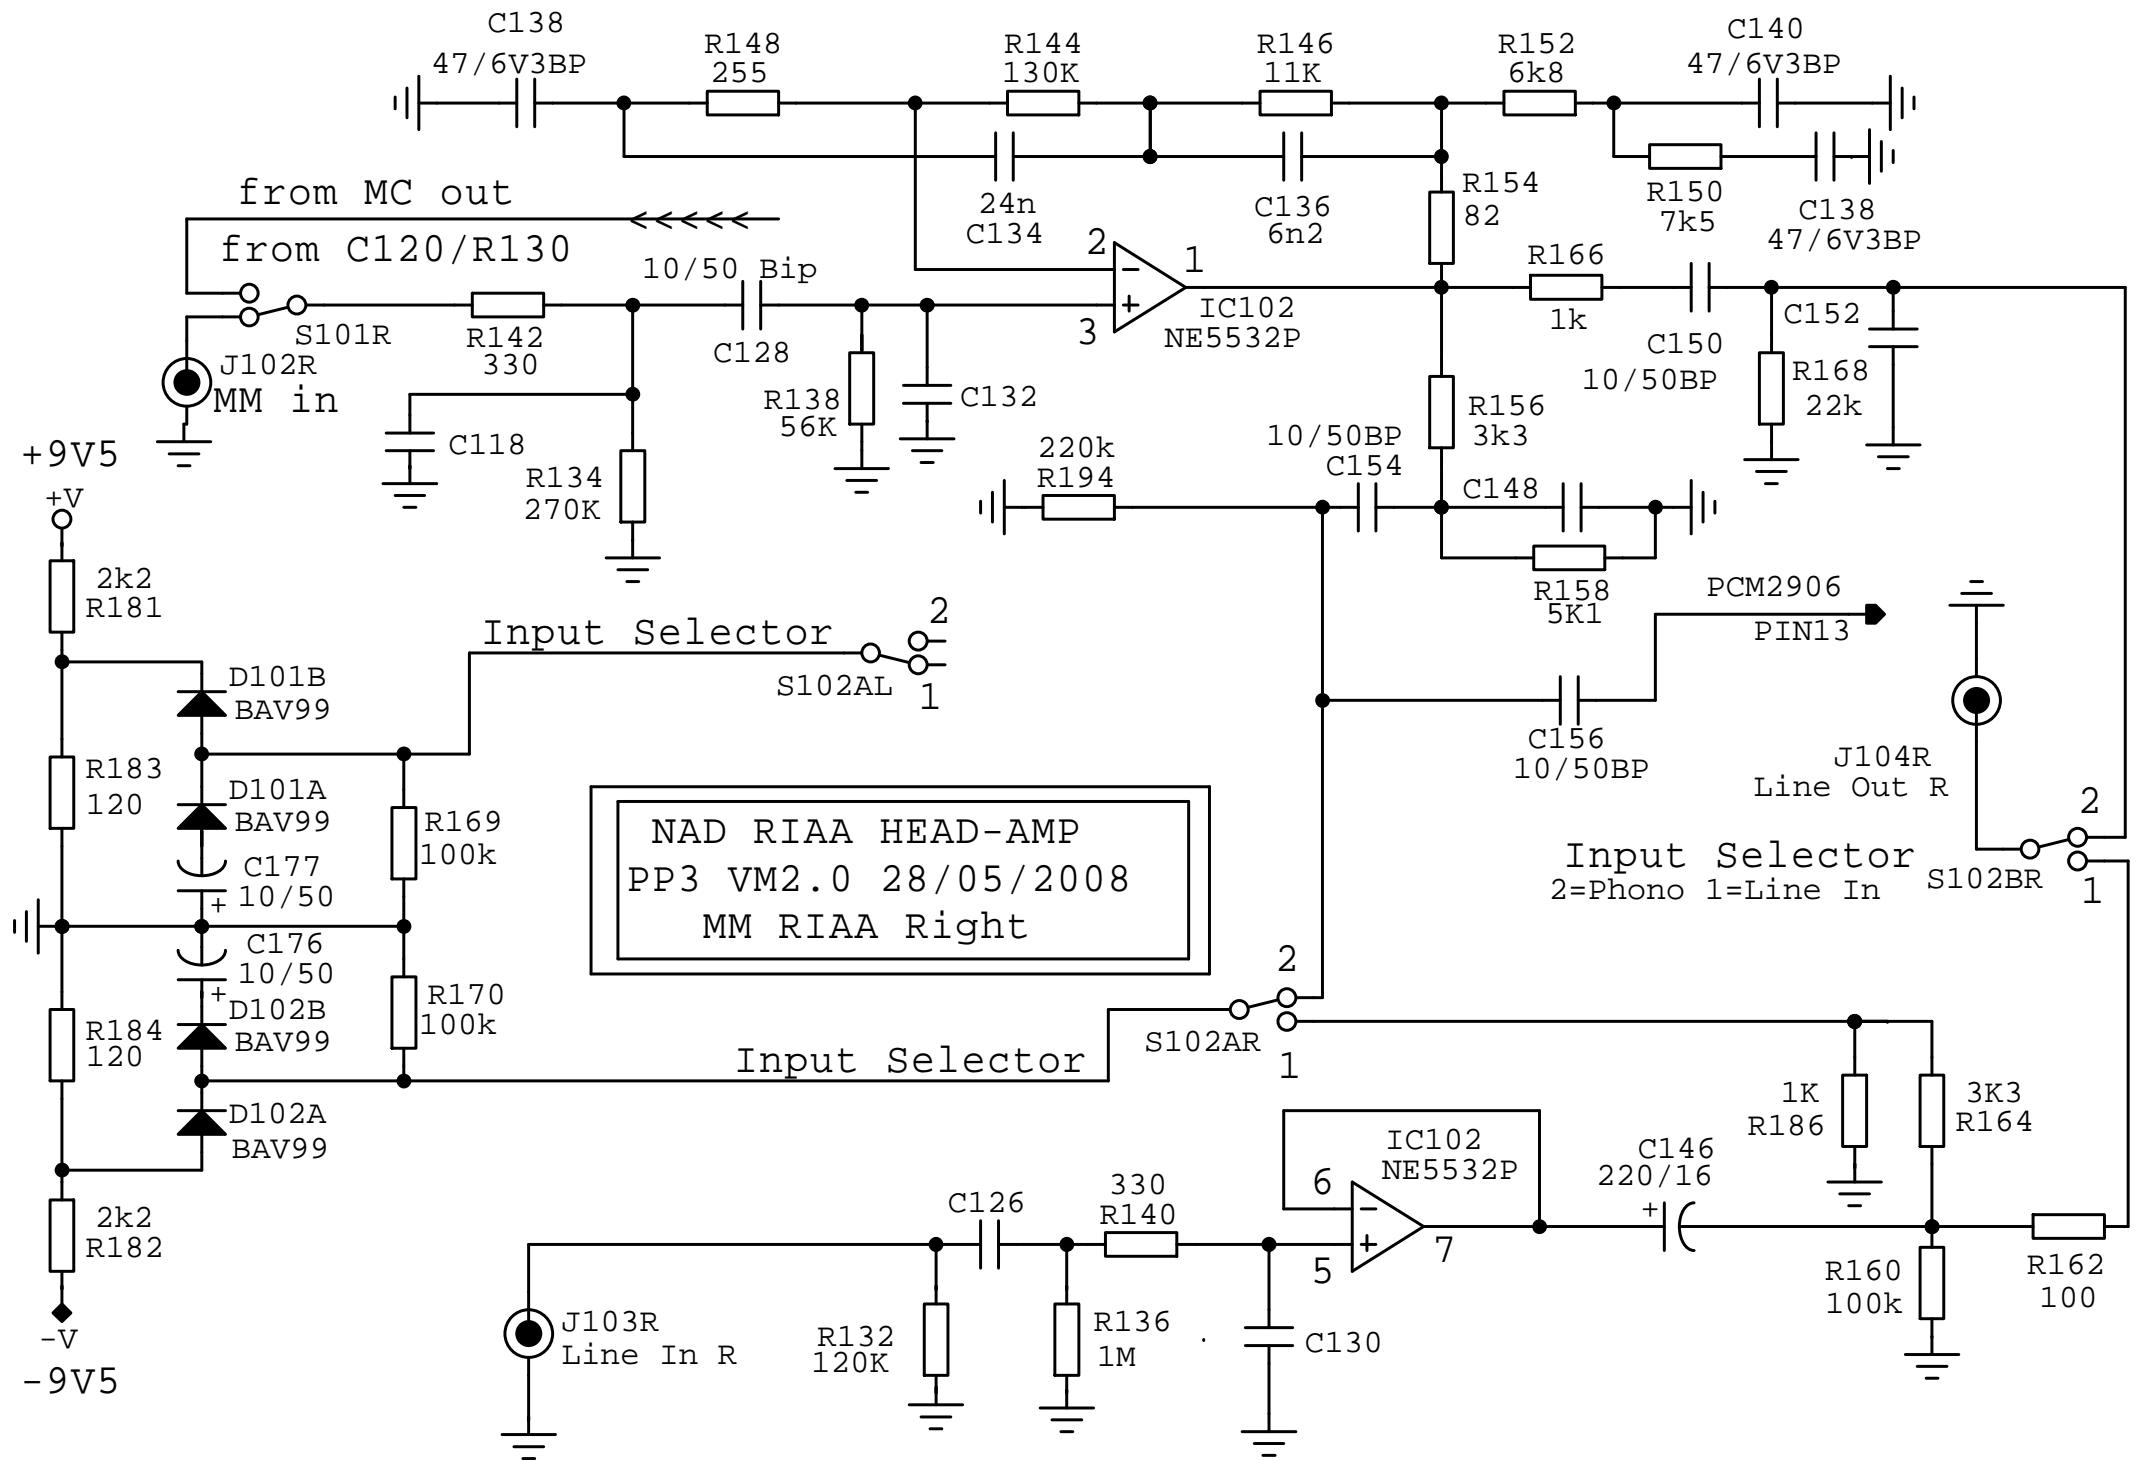 C138
47/6V3BP
R148
255
R144
130K
R146
11K
R152
6k8
C140
47/6V3BP
24n
C134
C136
6n2
R154
82
R150
7k5
C138
47/6V3BP
from MC out
from C120/R130
10/50 Bip
C128
S101R
R142
330
J102R
MM in
2
3
1
IC102
NE5532P
R166
1k
C150
10/50BP
C152
R168
22k
R138
56K
C132
C118
R134
270K
220k
R194
10/50BP
C154
R156
3k3
C148
R158
5K1
PCM2906
PIN13
+9V5
+V
2k2
R181
Input Selector
2
S102AL
1
D101B
BAV99
R183
120
D101A
BAV99
C177
10/50
+
R169
100k
C156
10/50BP
J104R
Line Out R
2
Input Selector
2=Phono 1=Line In
S102BR
1
NAD RIAA HEAD-AMP
PP3 VM2.0 28/05/2008
MM RIAA Right
C176
10/50
+
R184
120
D102B
BAV99
R170
100k
2
S102AR
1
Input Selector
D102A
BAV99
2k2
R182
-V
-9V5
1K
R186
3K3
R164
IC102
NE5532P
6
5
7
C146
220/16
+
C126
330
R140
J103R
Line In R
R132
120K
R136
1M
C130
R160
100k
R162
100